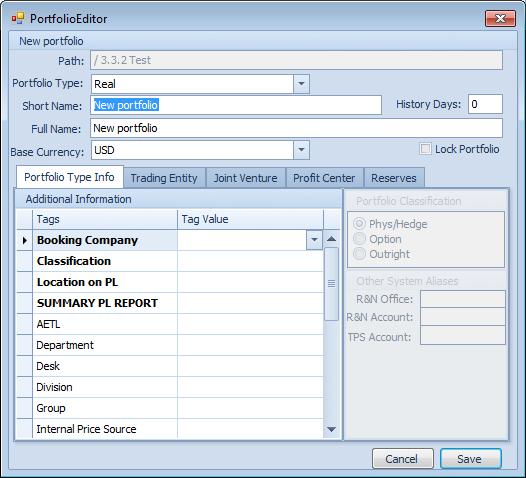 PortfolioEditor
New portfolio
Path: / 3.3.2 Test
Portfolio Type: Real
Short Name: New portfolio History Days: 0
Full Name: New portfolio
Base Currency: USD Lock Portfolio
Portfolio Type Info Trading Entity Joint Venture Profit Center Reserves
Additional Information
Tags Tag Value
Booking Company
Classification
Location on PL
SUMMARY PL REPORT
AETL
Department
Desk
Division
Group
Internal Price Source
Portfolio Classification
Phys/Hedge
Option
Outright
Other System Aliases
R&N Office:
R&N Account:
TPS Account:
Cancel Save